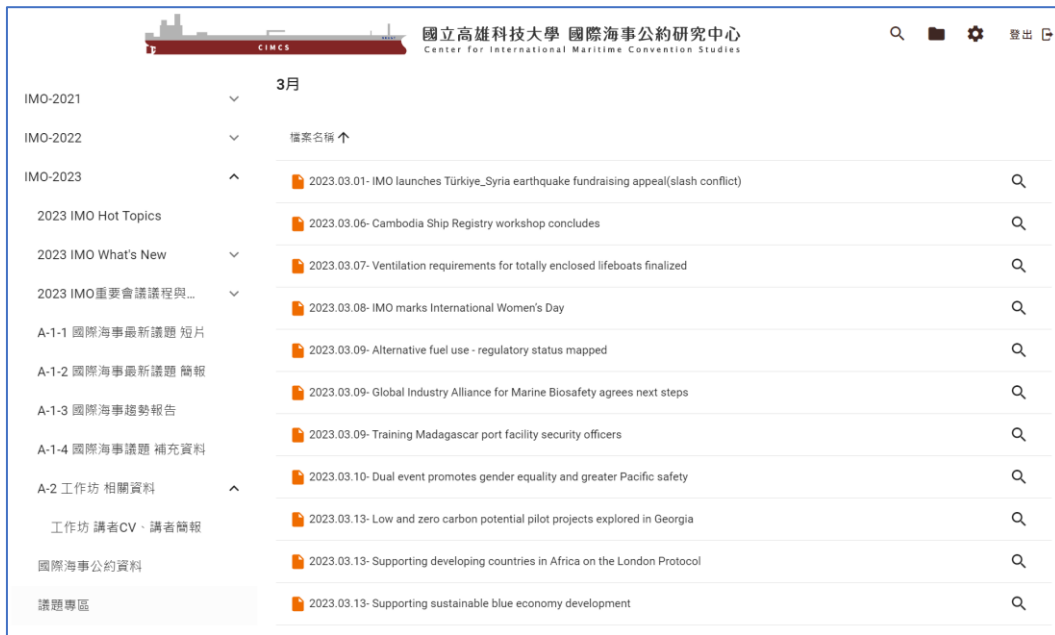 CIMCS
國立高雄科技大學 國際海事公約研究中心
Center for International Maritime Convention Studies
登出
IMO-2021
IMO-2022
IMO-2023
2023 IMO Hot Topics
2023 IMO What's New
2023 IMO重要會議議程與...
A-1-1 國際海事最新議題 短片
A-1-2 國際海事最新議題 簡報
A-1-3 國際海事趨勢報告
A-1-4 國際海事議題 補充資料
A-2 工作坊 相關資料
工作坊 講者CV、講者簡報
國際海事公約資料
議題專區
3月
檔案名稱
2023.03.01- IMO launches Türkiye_Syria earthquake fundraising appeal(slash conflict)
2023.03.06- Cambodia Ship Registry workshop concludes
2023.03.07- Ventilation requirements for totally enclosed lifeboats finalized
2023.03.08- IMO marks International Women's Day
2023.03.09- Alternative fuel use - regulatory status mapped
2023.03.09- Global Industry Alliance for Marine Biosafety agrees next steps
2023.03.09- Training Madagascar port facility security officers
2023.03.10- Dual event promotes gender equality and greater Pacific safety
2023.03.13- Low and zero carbon potential pilot projects explored in Georgia
2023.03.13- Supporting developing countries in Africa on the London Protocol
2023.03.13- Supporting sustainable blue economy development